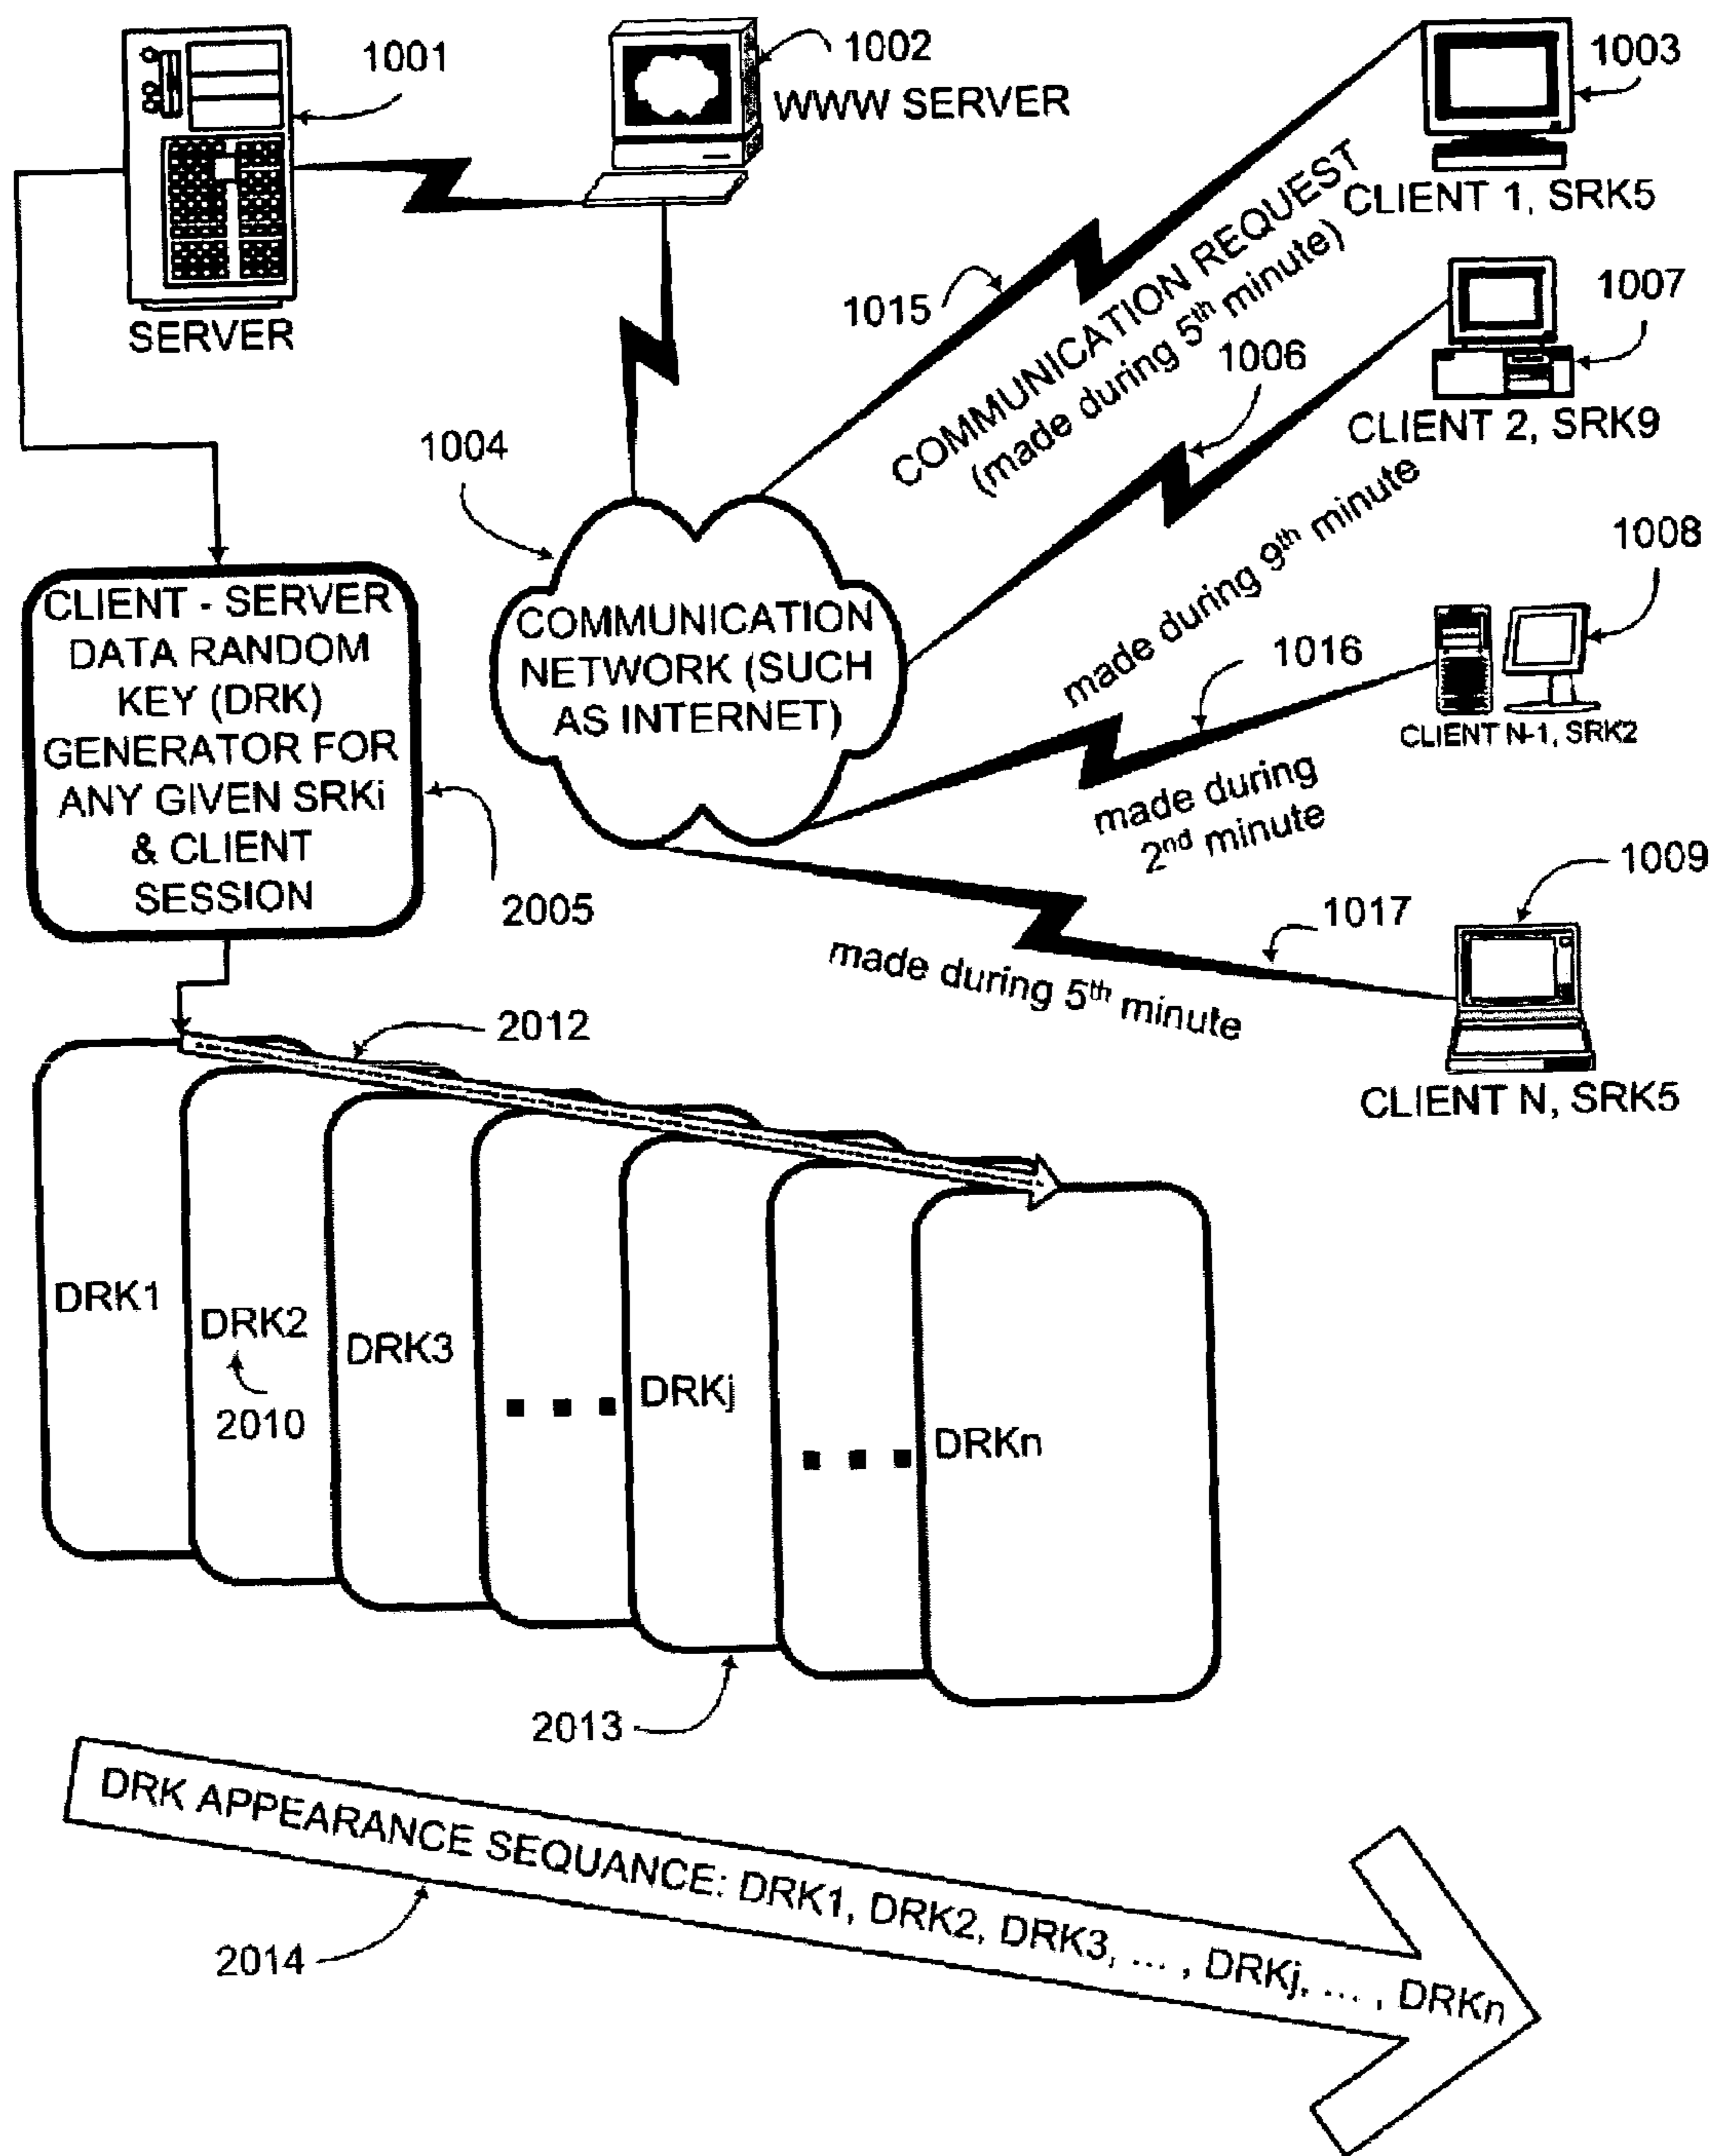 1001
SERVER
1002
WWW SERVER
1003
CLIENT 1, SRK5
1015
COMMUNICATION REQUEST
(made during 5th minute)
1006
1007
CLIENT 2, SRK9
made during 9th minute
1004
COMMUNICATION
NETWORK (SUCH
AS INTERNET)
1008
CLIENT N-1, SRK2
1016
made during
2nd minute
1009
CLIENT N, SRK5
1017
made during 5th minute
CLIENT - SERVER
DATA RANDOM
KEY (DRK)
GENERATOR FOR
ANY GIVEN SRKi
& CLIENT
SESSION
2005
2012
DRK1
DRK2
2010
DRK3
...
DRKj
...
DRKn
2013
DRK APPEARANCE SEQUANCE: DRK1, DRK2, DRK3, ... , DRKj, ... , DRKn
2014